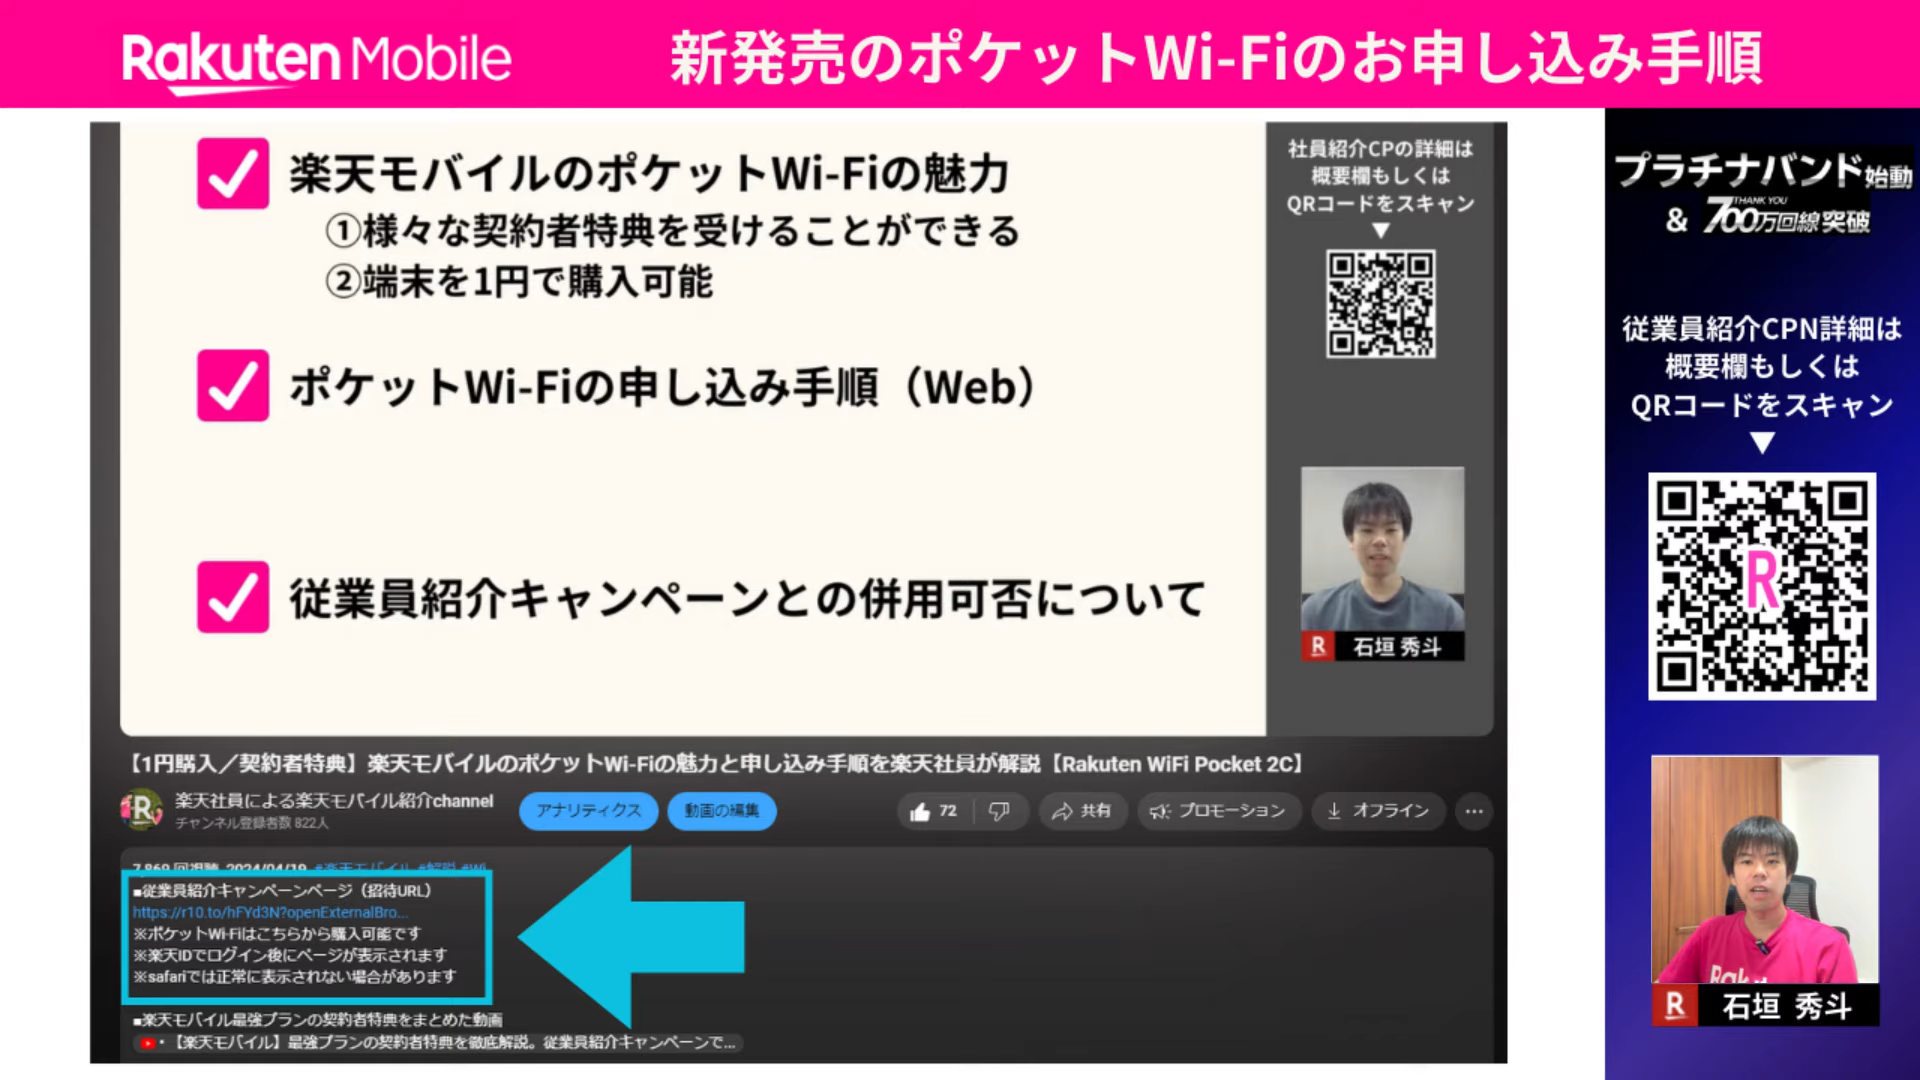 Rakuten Mobile
新発売のポケットWi-Fiのお申し込み手順
楽天モバイルのポケットWi-Fiの魅力
①様々な契約者特典を受けることができる
②端末を1円で購入可能
ポケットWi-Fiの申し込み手順（Web）
従業員紹介キャンペーンとの併用可否について
社員紹介CPの詳細は
概要欄もしくは
QRコードをスキャン
▼
R 石垣 秀斗
【1円購入／契約者特典】楽天モバイルのポケットWi-Fiの魅力と申し込み手順を楽天社員が解説【Rakuten WiFi Pocket 2C】
R
楽天社員による楽天モバイル紹介channel
チャンネル登録者数 822人
アナリティクス
動画の編集
72
共有
プロモーション
オフライン
7,869 回視聴 2024/04/19 #楽天モバイル #解説 #Wi
■従業員紹介キャンペーンページ（招待URL）
https://r10.to/hFYd3N?openExternalBro...
※ポケットWi-Fiはこちらから購入可能です
※楽天IDでログイン後にページが表示されます
※safariでは正常に表示されない場合があります
■楽天モバイル最強プランの契約者特典をまとめた動画
・【楽天モバイル】最強プランの契約者特典を徹底解説。従業員紹介キャンペーンで...
プラチナバンド始動
THANK YOU
& 700万回線突破
従業員紹介CPN詳細は
概要欄もしくは
QRコードをスキャン
▼
R
Rak
R 石垣 秀斗